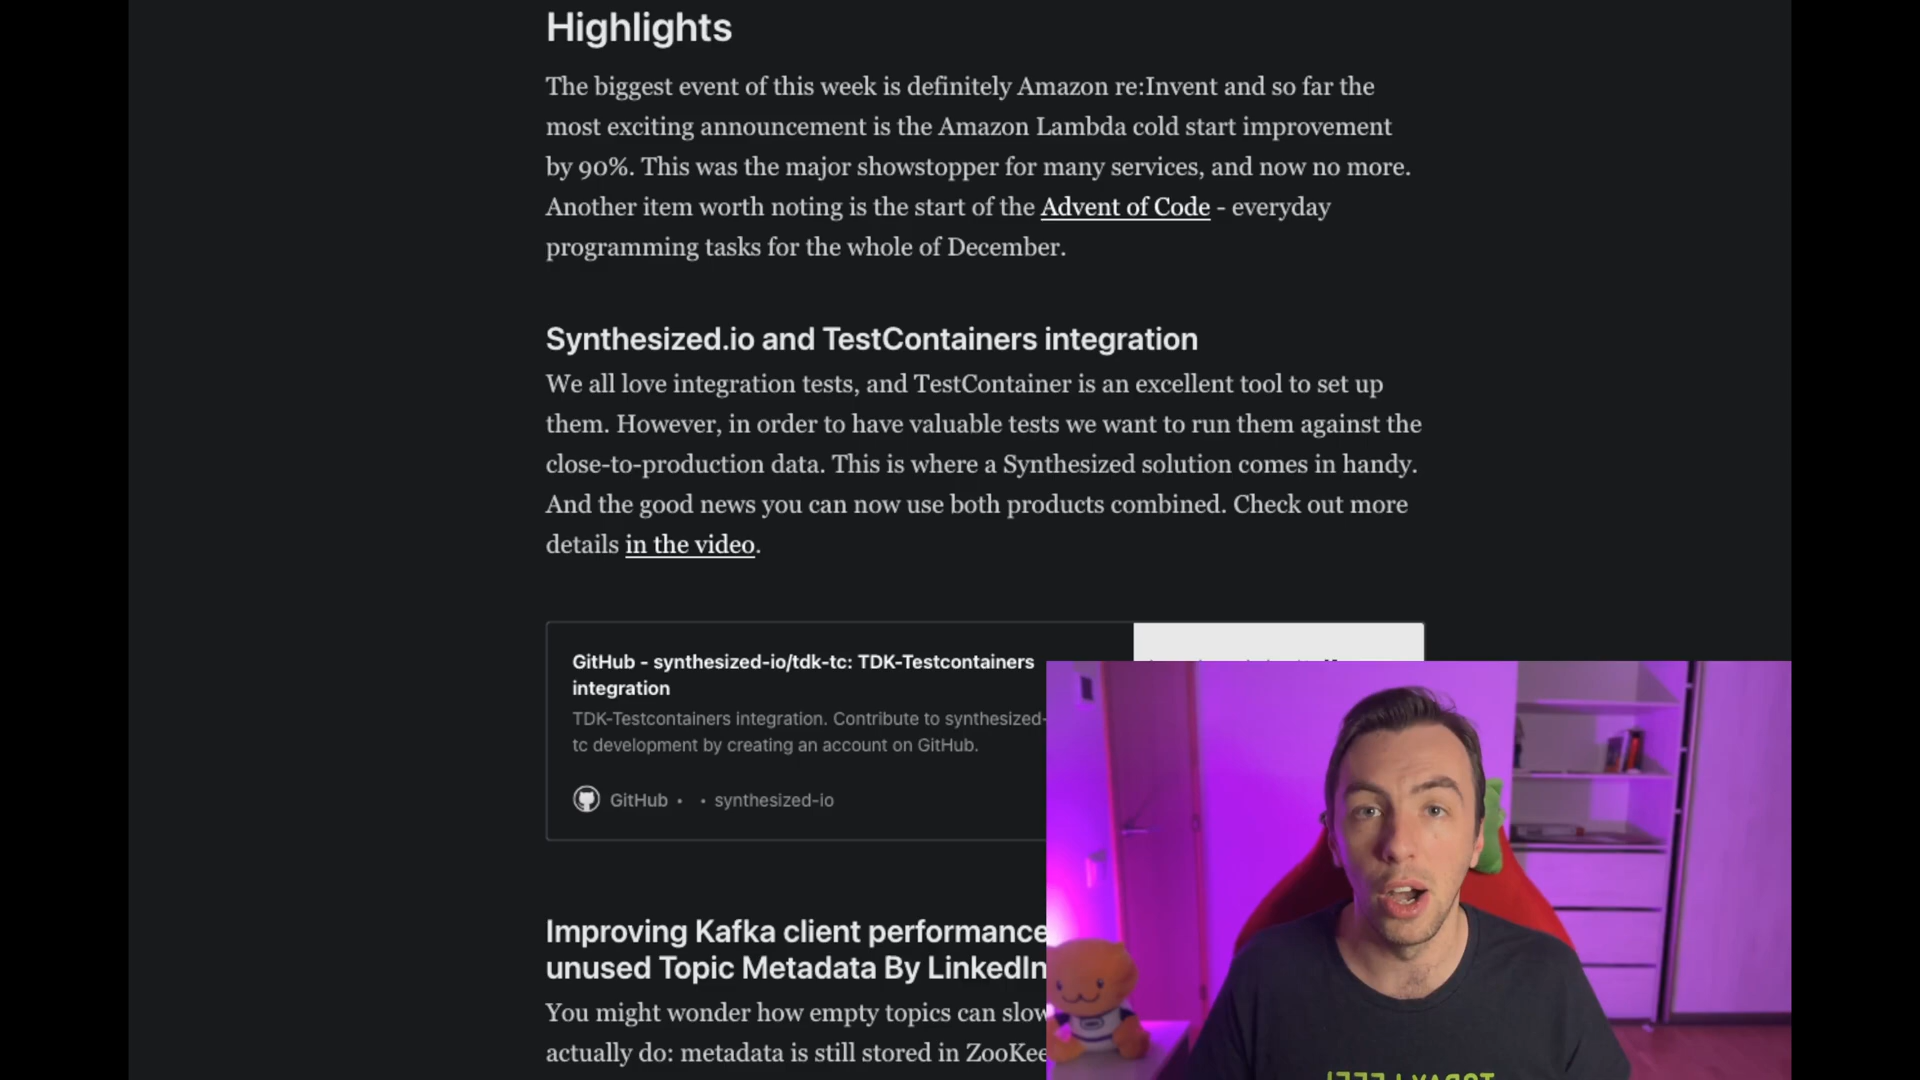 Highlights
The biggest event of this week is definitely Amazon re:Invent and so far the
most exciting announcement is the Amazon Lambda cold start improvement
by 90%. This was the major showstopper for many services, and now no more.
Another item worth noting is the start of the Advent of Code - everyday
programming tasks for the whole of December.
Synthesized.io and TestContainers integration
We all love integration tests, and TestContainer is an excellent tool to set up
them. However, in order to have valuable tests we want to run them against the
close-to-production data. This is where a Synthesized solution comes in handy.
And the good news you can now use both products combined. Check out more
details in the video.
GitHub - synthesized-io/tdk-tc: TDK-Testcontainers
integration
TDK-Testcontainers integration. Contribute to synthesized-
tc development by creating an account on GitHub.
GitHub • • synthesized-io
Improving Kafka client performance
unused Topic Metadata By LinkedIn
You might wonder how empty topics can slow
actually do: metadata is still stored in ZooKee